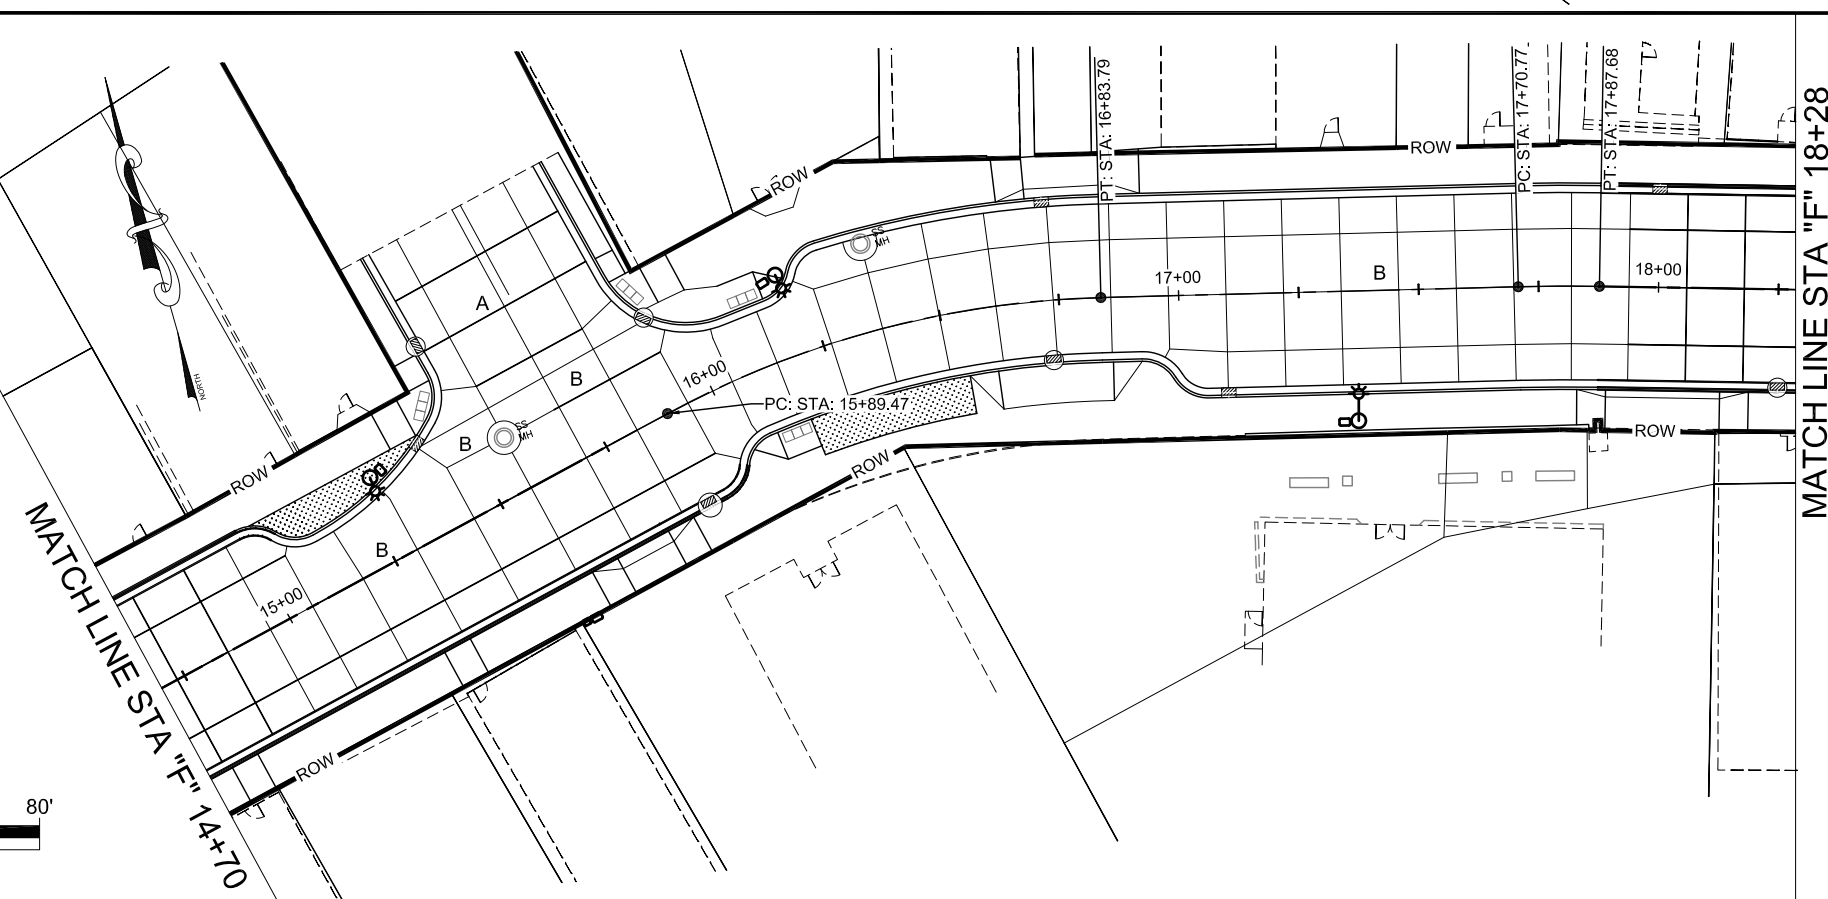 PT: STA: 16+83.79
PC: STA: 17+70.77
PT: STA: 17+87.68
MATCH LINE STA "F" 18+28
ROW
ROW
SS
MH
17+00
B
18+00
A
NORTH
16+00
B
PC: STA: 15+89.47
SS
MH
B
ROW
ROW
ROW
B
15+00
MATCH LINE STA "F" 14+70
ROW
80'